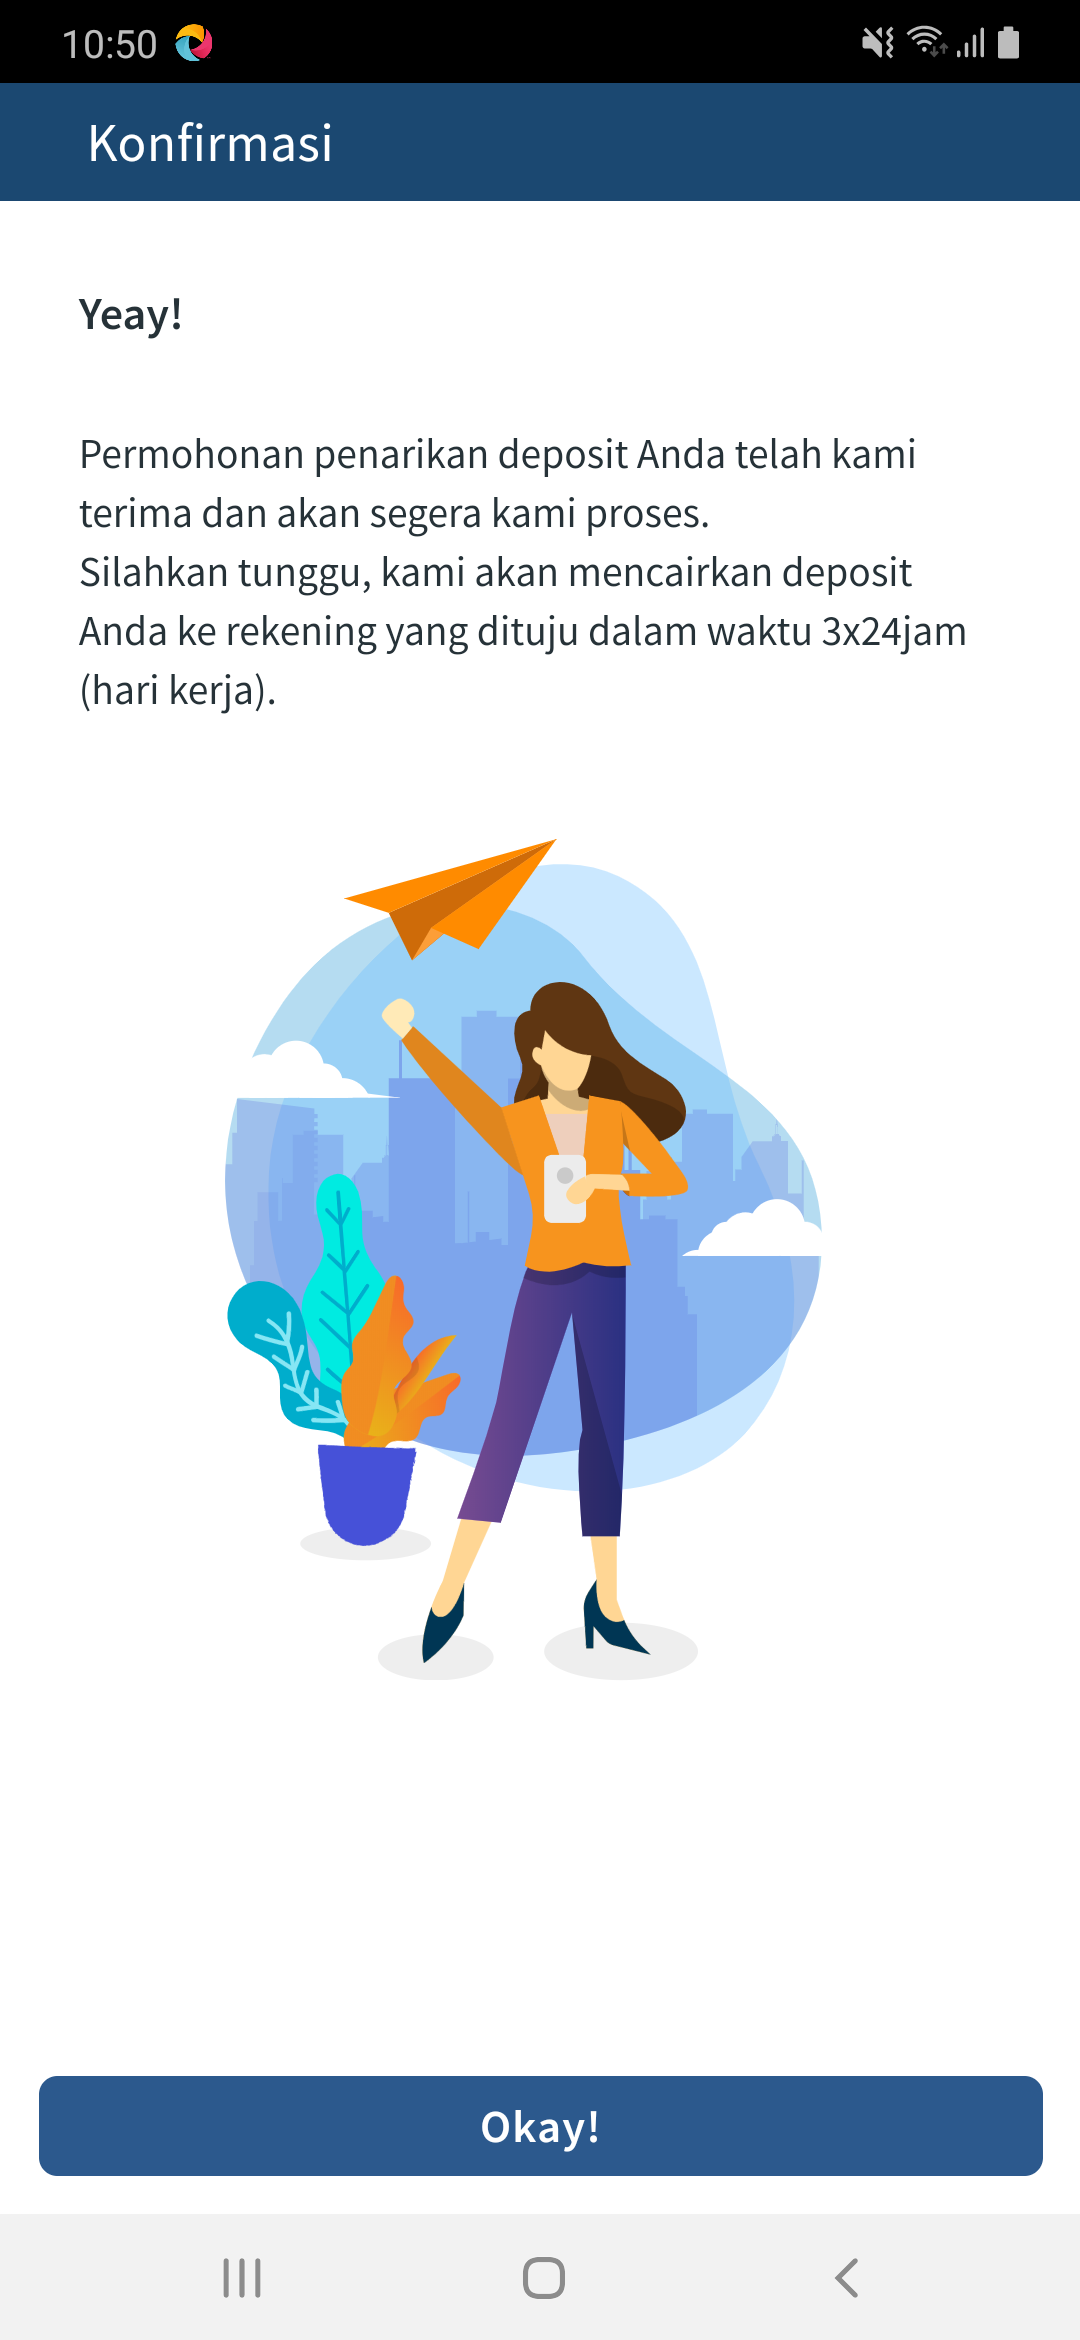 10:50
Konfirmasi
Yeay!
Permohonan penarikan deposit Anda telah kami
terima dan akan segera kami proses.
Silahkan tunggu, kami akan mencairkan deposit
Anda ke rekening yang dituju dalam waktu 3x24jam
(hari kerja).
Okay!